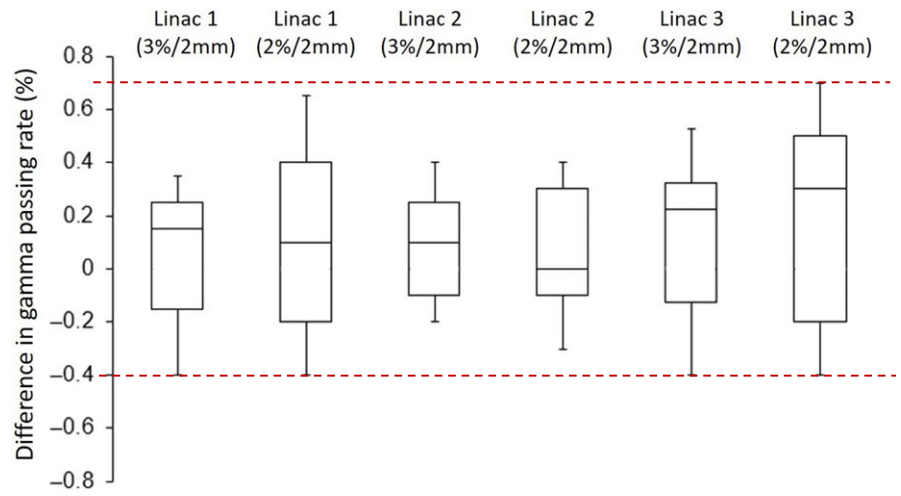 Linac 1
(3%/2mm)
Linac 1
(2%/2mm)
Linac 2
(3%/2mm)
Linac 2
(2%/2mm)
Linac 3
(3%/2mm)
Linac 3
(2%/2mm)
Difference in gamma passing rate (%)
0.8
0.6
0.4
0.2
0
−0.2
−0.4
−0.6
−0.8